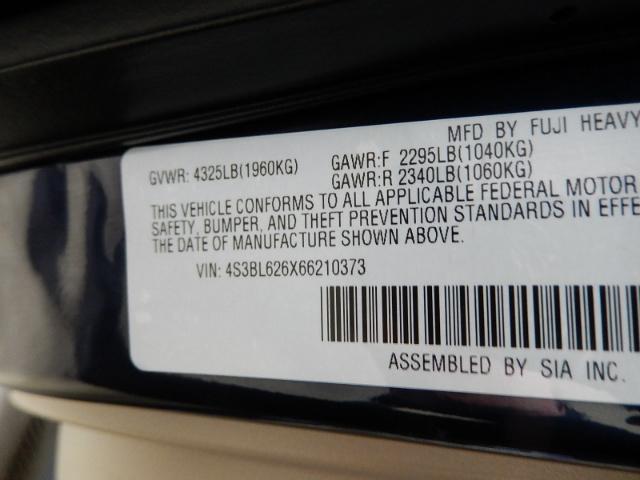 MFD BY FUJI HEAVY
GVWR: 4325LB(1960KG) GAWR:F 2295LB(1040KG)
GAWR:R 2340LB(1060KG)
THIS VEHICLE CONFORMS TO ALL APPLICABLE FEDERAL MOTOR
SAFETY, BUMPER, AND THEFT PREVENTION STANDARDS IN EFFE
THE DATE OF MANUFACTURE SHOWN ABOVE.
VIN: 4S3BL626X66210373
ASSEMBLED BY SIA INC.